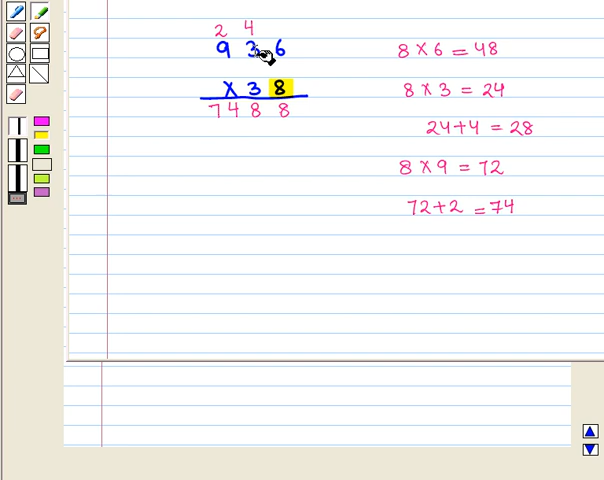 2 4
9 3 6
X 3 8
7 4 8 8
8 X 6 = 48
8 X 3 = 24
24+4 = 28
8 X 9 = 72
72+2 = 74